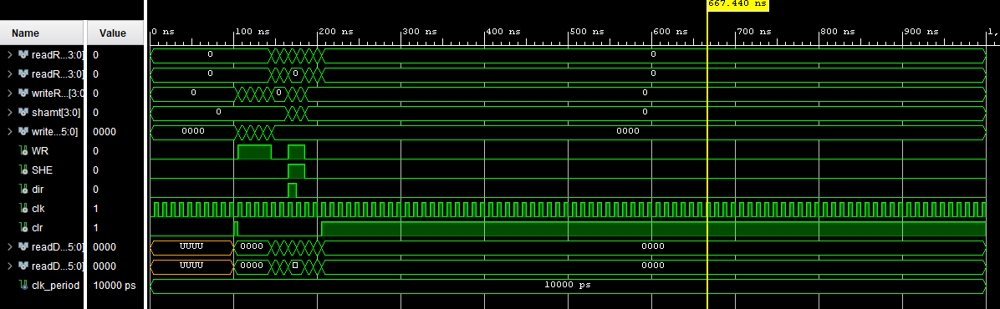 667.440 ns
Name Value
0 ns 100 ns 200 ns 300 ns 400 ns 500 ns 600 ns 700 ns 800 ns 900 ns 1,
readR...3:0] 0 0 0
readR...3:0] 0 0 0 0
writeR...[3:0 0 0 0 0
shamt[3:0] 0 0 0
write...5:0] 0000 0000 0000
WR 0
SHE 0
dir 0
clk 1
clr 1
readD...5:0] 0000 UUUU 0000 0000
readD...5:0] 0000 UUUU 0000 0000
clk_period 10000 ps 10000 ps